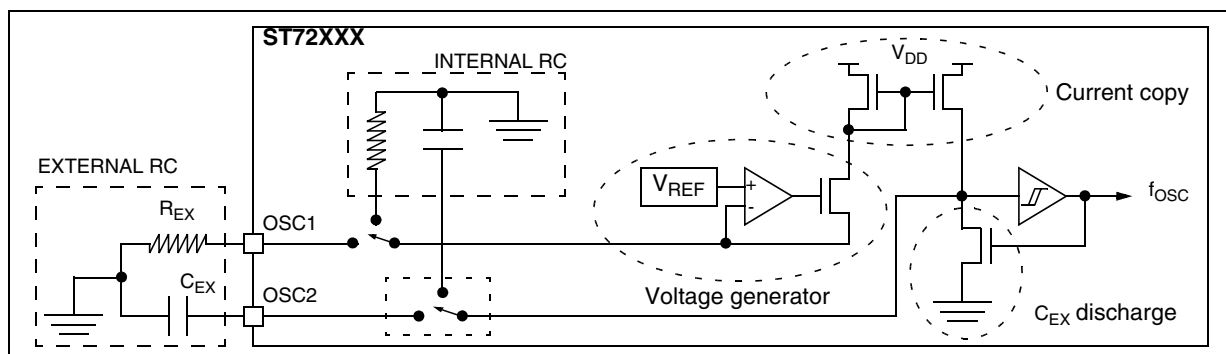 ST72XXX
INTERNAL RC
V_DD
Current copy
EXTERNAL RC
R_EX
OSC1
V_REF
+
-
f_OSC
C_EX
OSC2
Voltage generator
C_EX discharge